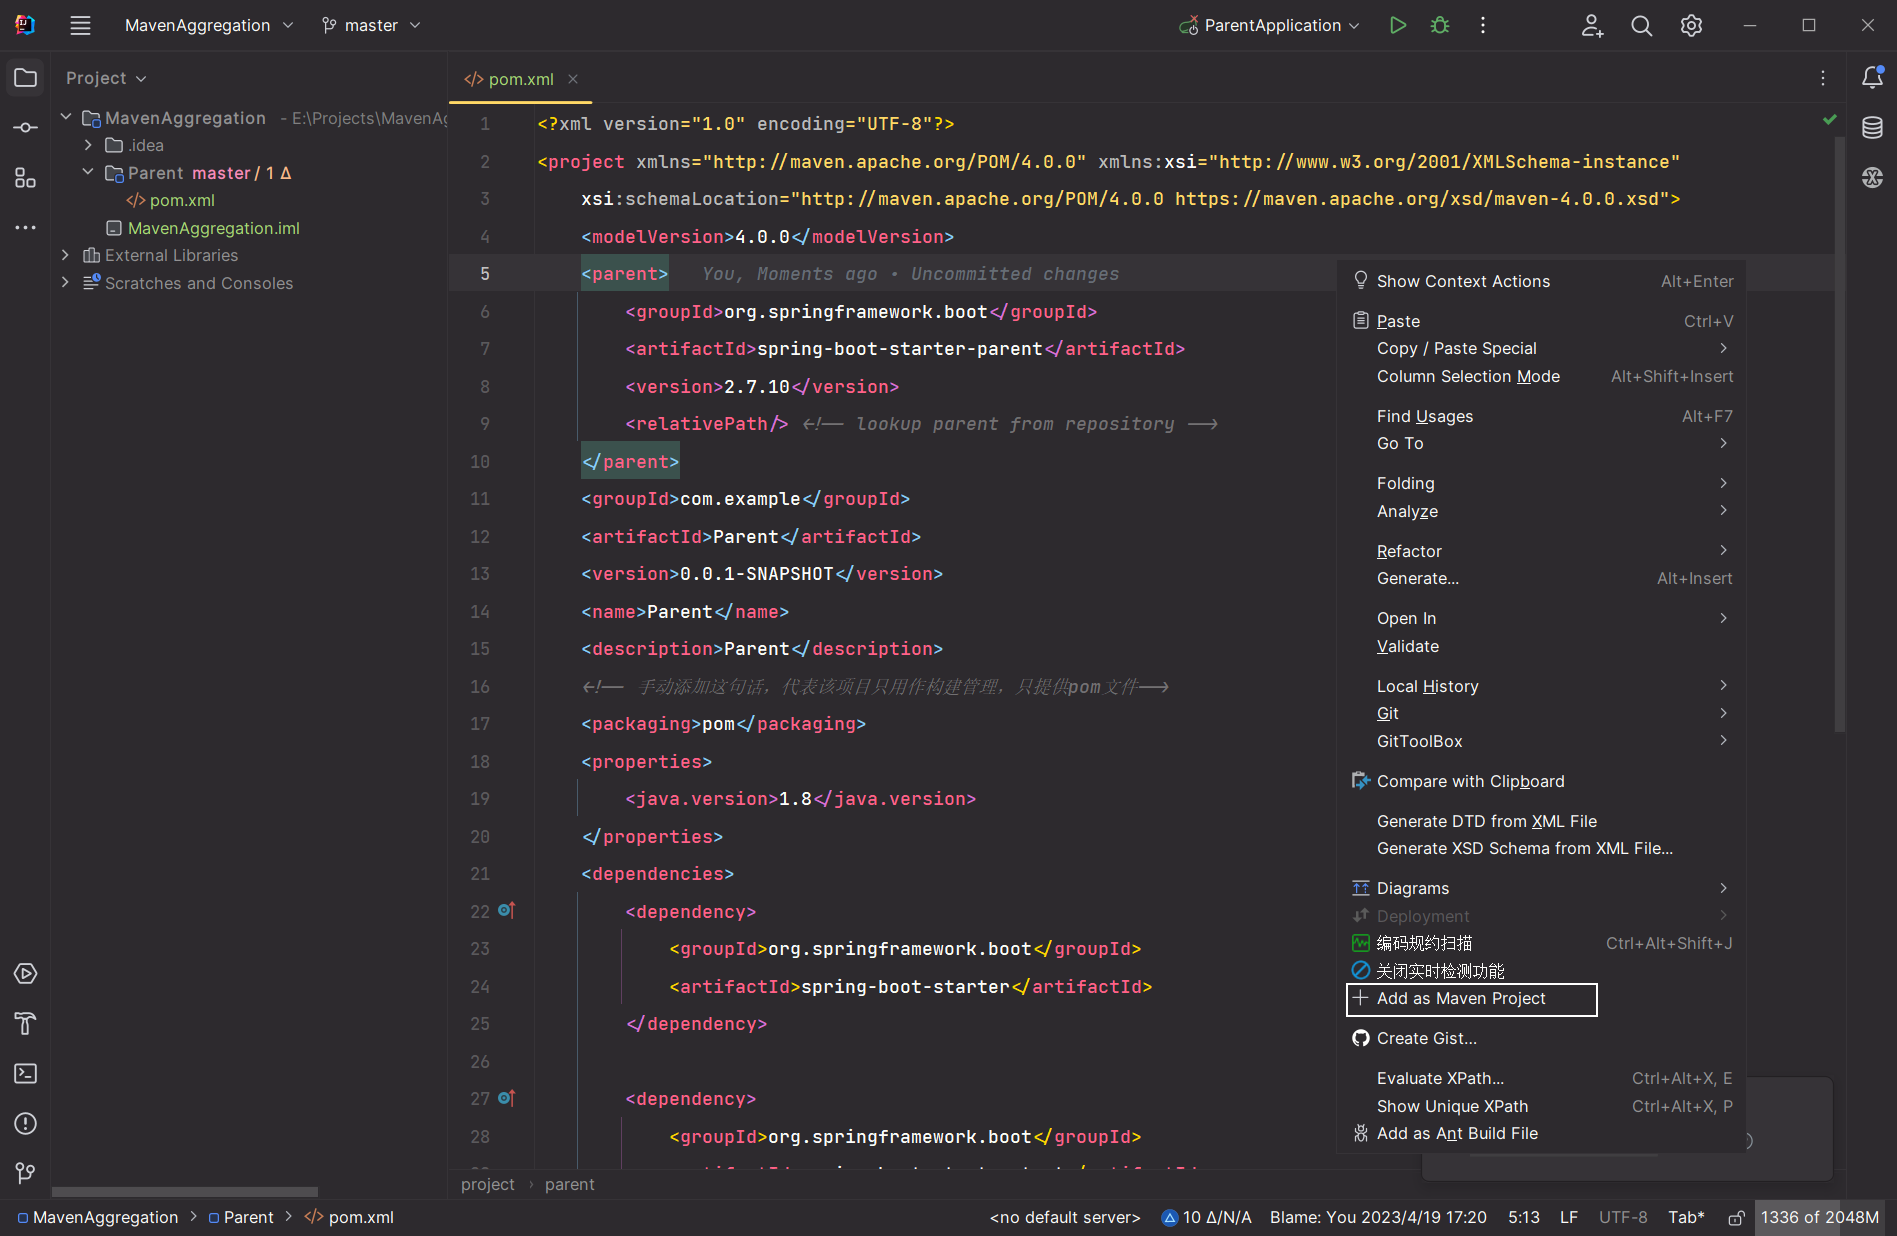 MavenAggregation
master
ParentApplication
Project
MavenAggregation - E:\Projects\MavenAg
.idea
Parent master / 1 Δ
pom.xml
MavenAggregation.iml
External Libraries
Scratches and Consoles
pom.xml
1 <?xml version="1.0" encoding="UTF-8"?>
2 <project xmlns="http://maven.apache.org/POM/4.0.0" xmlns:xsi="http://www.w3.org/2001/XMLSchema-instance"
3 xsi:schemaLocation="http://maven.apache.org/POM/4.0.0 https://maven.apache.org/xsd/maven-4.0.0.xsd">
4 <modelVersion>4.0.0</modelVersion>
5 <parent> You, Moments ago • Uncommitted changes
6 <groupId>org.springframework.boot</groupId>
7 <artifactId>spring-boot-starter-parent</artifactId>
8 <version>2.7.10</version>
9 <relativePath/> <!-- lookup parent from repository -->
10 </parent>
11 <groupId>com.example</groupId>
12 <artifactId>Parent</artifactId>
13 <version>0.0.1-SNAPSHOT</version>
14 <name>Parent</name>
15 <description>Parent</description>
16 <!-- 手动添加这句话，代表该项目只用作构建管理，只提供pom文件-->
17 <packaging>pom</packaging>
18 <properties>
19 <java.version>1.8</java.version>
20 </properties>
21 <dependencies>
22 <dependency>
23 <groupId>org.springframework.boot</groupId>
24 <artifactId>spring-boot-starter</artifactId>
25 </dependency>
26
27 <dependency>
28 <groupId>org.springframework.boot</groupId>
Show Context Actions Alt+Enter
Paste Ctrl+V
Copy / Paste Special
Column Selection Mode Alt+Shift+Insert
Find Usages Alt+F7
Go To
Folding
Analyze
Refactor
Generate... Alt+Insert
Open In
Validate
Local History
Git
GitToolBox
Compare with Clipboard
Generate DTD from XML File
Generate XSD Schema from XML File...
Diagrams
Deployment
编码规约扫描 Ctrl+Alt+Shift+J
关闭实时检测功能
Add as Maven Project
Create Gist...
Evaluate XPath... Ctrl+Alt+X, E
Show Unique XPath Ctrl+Alt+X, P
Add as Ant Build File
project › parent
MavenAggregation > Parent > pom.xml
<no default server> 10 Δ/N/A Blame: You 2023/4/19 17:20 5:13 LF UTF-8 Tab* 1336 of 2048M